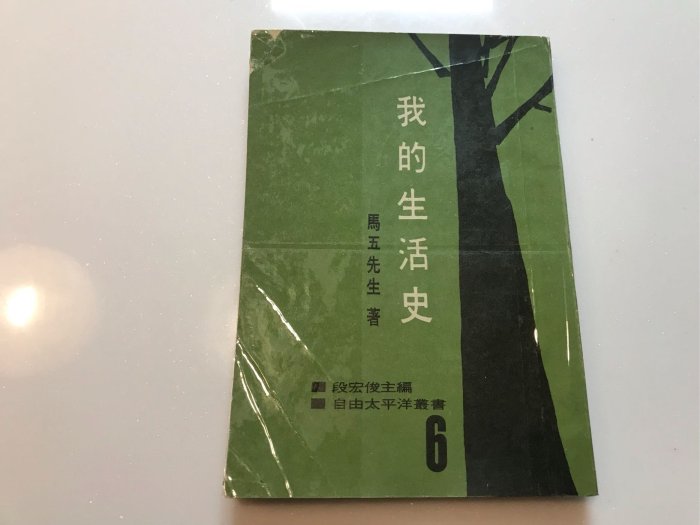 我的生活史
馬五先生 著
段宏俊主編
自由太平洋叢書
6